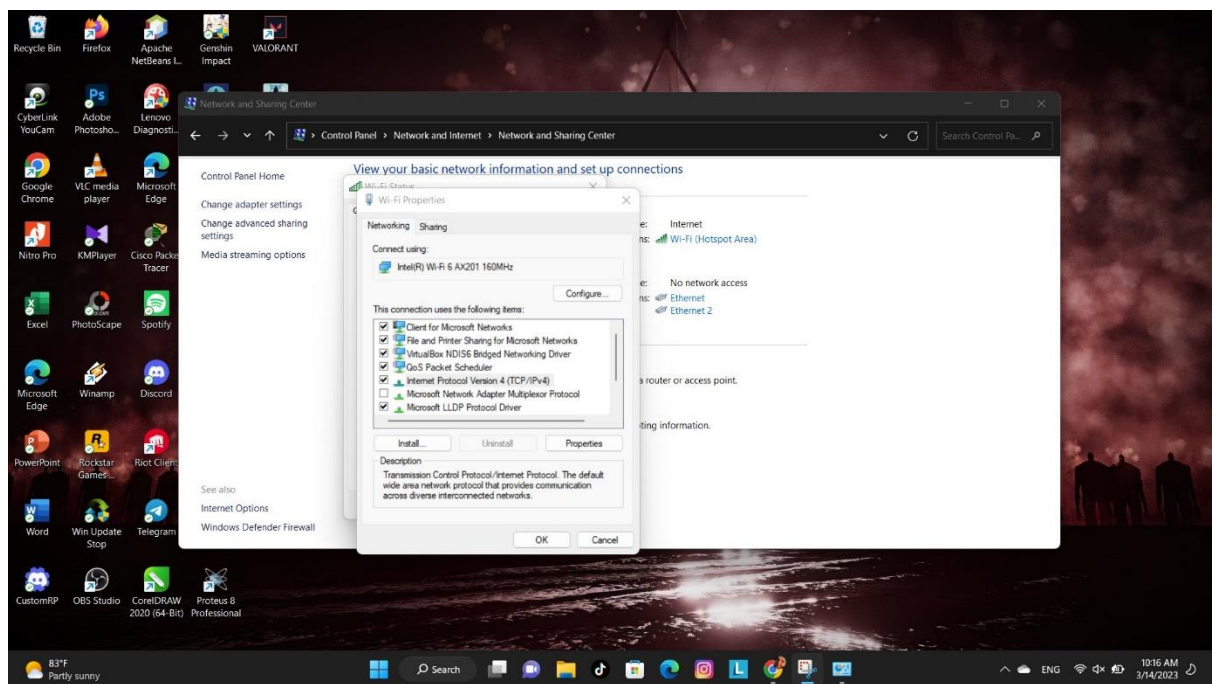 Recycle Bin
Firefox
Apache
NetBeans I...
Genshin
Impact
VALORANT
CyberLink
YouCam
Adobe
Photosho...
Lenovo
Diagnosti...
Google
Chrome
VLC media
player
Microsoft
Edge
Nitro Pro
KMPlayer
Cisco Packe
Tracer
Excel
PhotoScape
Spotify
Microsoft
Edge
Winamp
Discord
PowerPoint
Rockstar
Games ...
Riot Client
Word
Win Update
Stop
Telegram
CustomRP
OBS Studio
CorelDRAW
2020 (64-Bit)
Proteus 8
Professional
Network and Sharing Center
Control Panel > Network and Internet > Network and Sharing Center
Search Control Pa...
Control Panel Home
Change adapter settings
Change advanced sharing
settings
Media streaming options
See also
Internet Options
Windows Defender Firewall
View your basic network information and set up connections
e: Internet
ns: Wi-Fi (Hotspot Area)
e: No network access
ns: Ethernet
Ethernet 2
a router or access point.
ting information.
Wi-Fi Status
Wi-Fi Properties
Networking Sharing
Connect using:
Intel(R) Wi-Fi 6 AX201 160MHz
Configure...
This connection uses the following items:
Client for Microsoft Networks
File and Printer Sharing for Microsoft Networks
VirtualBox NDIS6 Bridged Networking Driver
QoS Packet Scheduler
Internet Protocol Version 4 (TCP/IPv4)
Microsoft Network Adapter Multiplexor Protocol
Microsoft LLDP Protocol Driver
Install... Uninstall Properties
Description
Transmission Control Protocol/Internet Protocol. The default
wide area network protocol that provides communication
across diverse interconnected networks.
OK Cancel
83°F
Partly sunny
Search
ENG
10:16 AM
3/14/2023